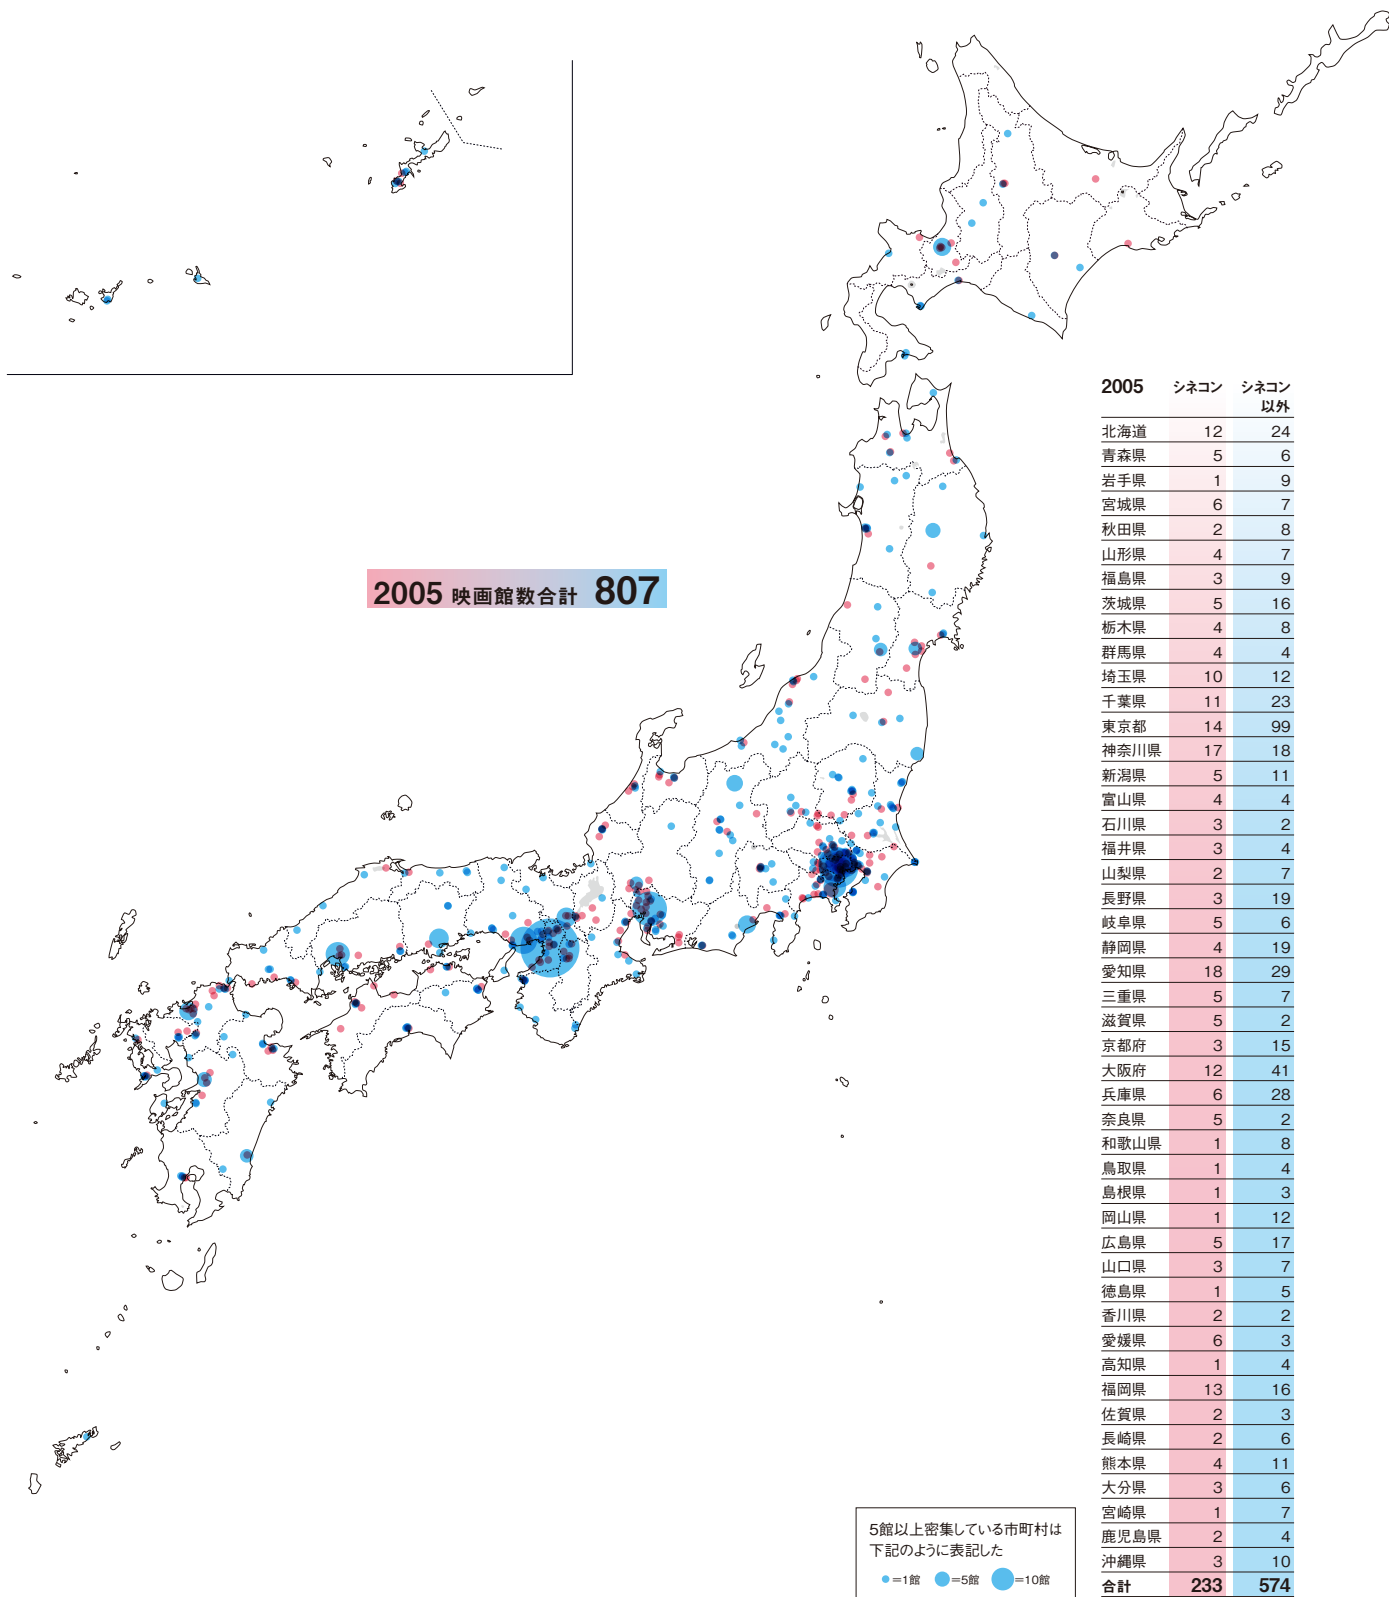 2005 シネコン シネコン以外
北海道 12 24
青森県 5 6
岩手県 1 9
宮城県 6 7
秋田県 2 8
山形県 4 7
福島県 3 9
茨城県 5 16
栃木県 4 8
群馬県 4 4
埼玉県 10 12
千葉県 11 23
東京都 14 99
神奈川県 17 18
新潟県 5 11
富山県 4 4
石川県 3 2
福井県 3 4
山梨県 2 7
長野県 3 19
岐阜県 5 6
静岡県 4 19
愛知県 18 29
三重県 5 7
滋賀県 5 2
京都府 3 15
大阪府 12 41
兵庫県 6 28
奈良県 5 2
和歌山県 1 8
鳥取県 1 4
島根県 1 3
岡山県 1 12
広島県 5 17
山口県 3 7
徳島県 1 5
香川県 2 2
愛媛県 6 3
高知県 1 4
福岡県 13 16
佐賀県 2 3
長崎県 2 6
熊本県 4 11
大分県 3 6
宮崎県 1 7
鹿児島県 2 4
沖縄県 3 10
合計 233 574
2005 映画館数合計 807
5館以上密集している市町村は
下記のように表記した
=1館 =5館 =10館